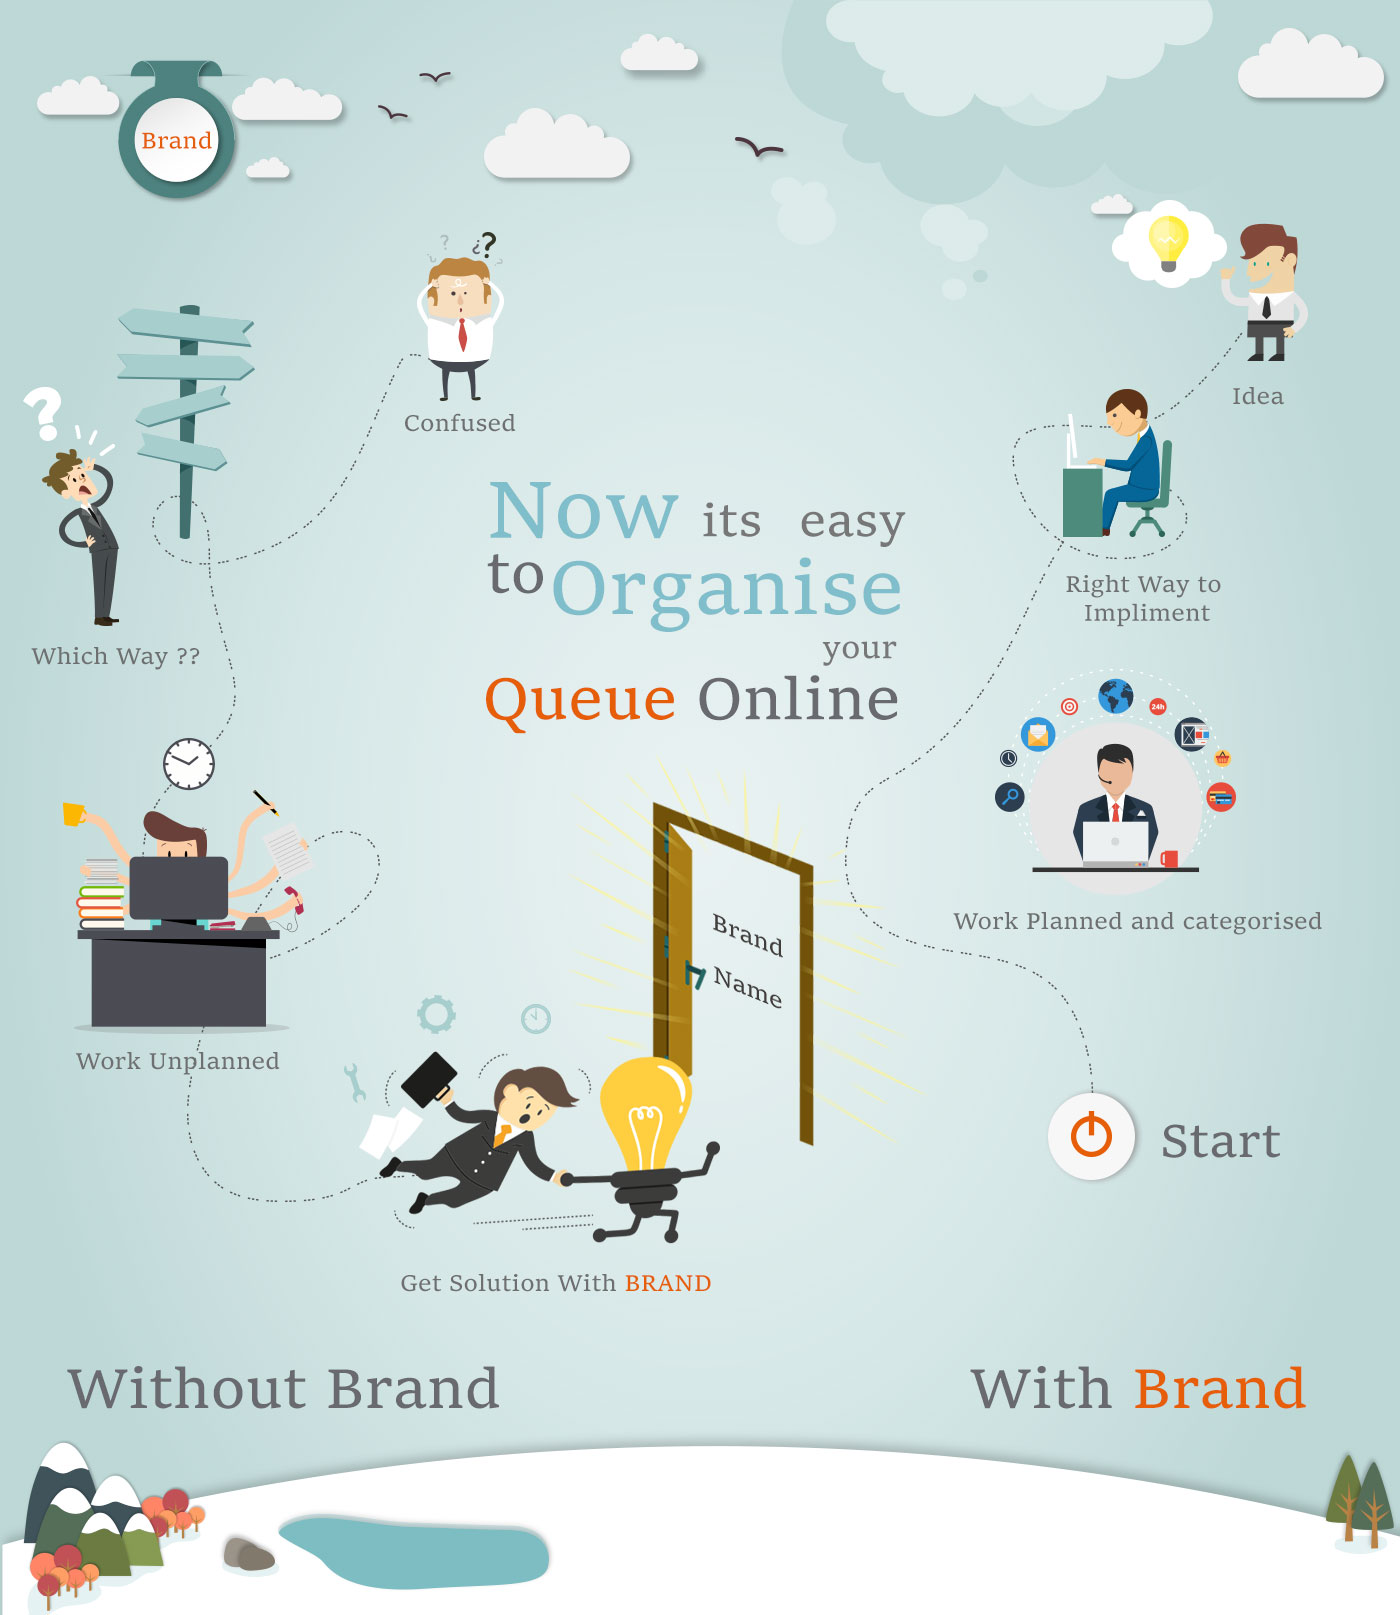 Brand
Confused
Which Way ??
Work Unplanned
Now its easy
to Organise
your
Queue Online
Brand
Name
Get Solution With BRAND
Idea
Right Way to
Impliment
24h
Work Planned and categorised
Start
Without Brand
With Brand